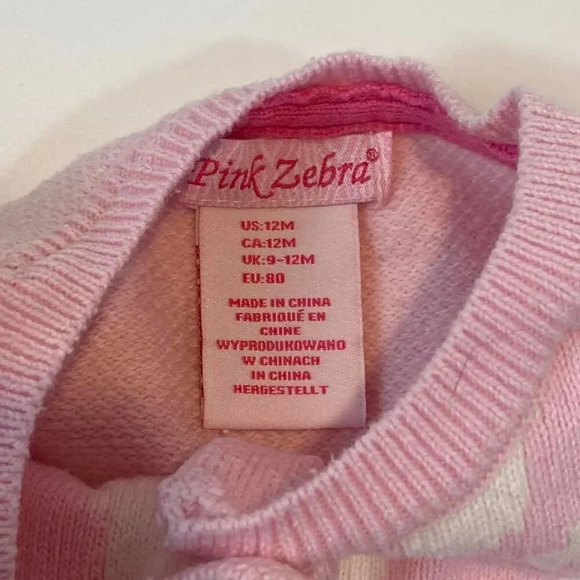 Pink Zebra®
US:12M
CA:12M
UK:9-12M
EU:80
MADE IN CHINA
FABRIQUÉ EN
CHINE
WYPRODUKOWANO
W CHINACH
IN CHINA
HERGESTELLT